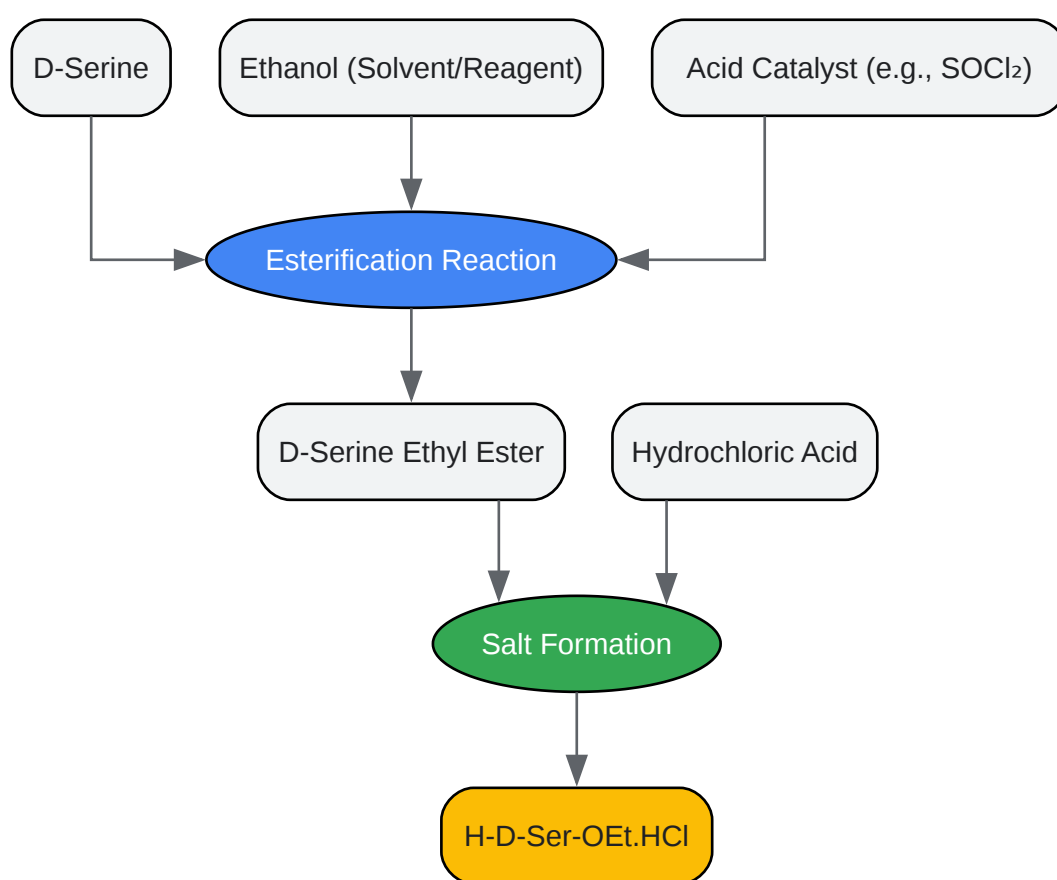 D-Serine
Ethanol (Solvent/Reagent)
Acid Catalyst (e.g., SOCl₂)
Esterification Reaction
D-Serine Ethyl Ester
Hydrochloric Acid
Salt Formation
H-D-Ser-OEt.HCl